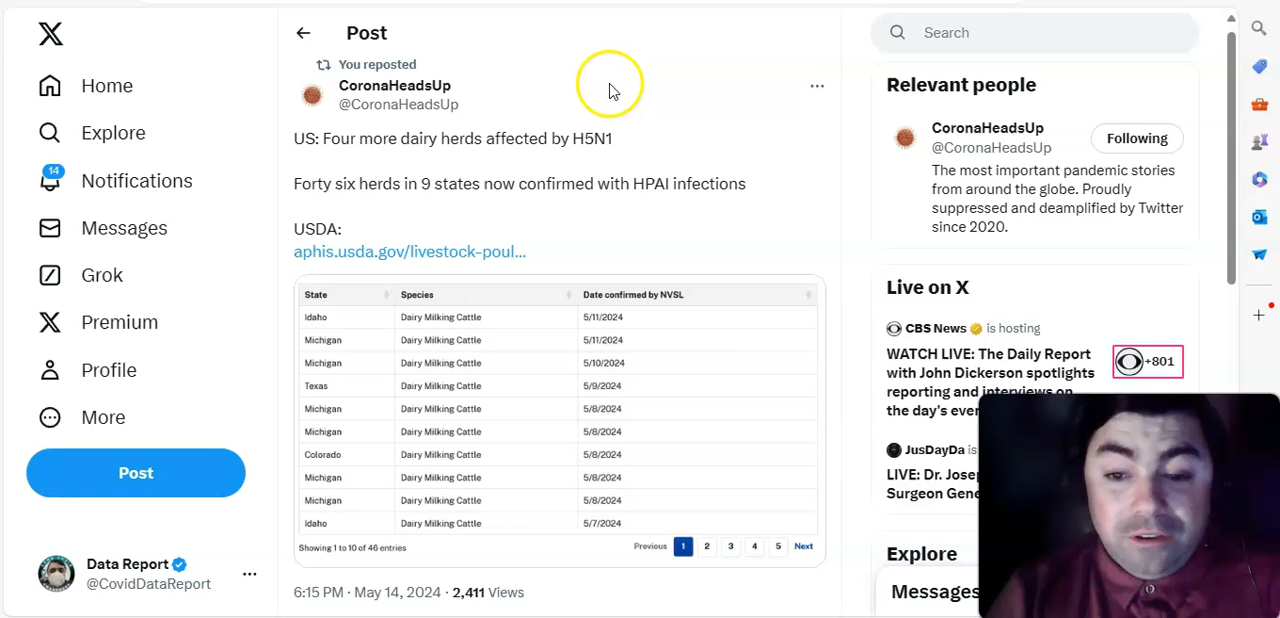 Home
Explore
14
Notifications
Messages
Grok
Premium
Profile
More
Post
Data Report
@CovidDataReport
Post
You reposted
CoronaHeadsUp
@CoronaHeadsUp
US: Four more dairy herds affected by H5N1
Forty six herds in 9 states now confirmed with HPAI infections
USDA:
aphis.usda.gov/livestock-poul...
State Species Date confirmed by NVSL
Idaho Dairy Milking Cattle 5/11/2024
Michigan Dairy Milking Cattle 5/11/2024
Michigan Dairy Milking Cattle 5/10/2024
Texas Dairy Milking Cattle 5/9/2024
Michigan Dairy Milking Cattle 5/8/2024
Michigan Dairy Milking Cattle 5/8/2024
Colorado Dairy Milking Cattle 5/8/2024
Michigan Dairy Milking Cattle 5/8/2024
Michigan Dairy Milking Cattle 5/8/2024
Idaho Dairy Milking Cattle 5/7/2024
Showing 1 to 10 of 46 entries Previous 1 2 3 4 5 Next
6:15 PM · May 14, 2024 · 2,411 Views
Search
Relevant people
CoronaHeadsUp
@CoronaHeadsUp
Following
The most important pandemic stories
from around the globe. Proudly
suppressed and deamplified by Twitter
since 2020.
Live on X
CBS News is hosting
WATCH LIVE: The Daily Report
with John Dickerson spotlights
reporting and interviews on
the day's eve
+801
JusDayDa is
LIVE: Dr. Josep
Surgeon Gene
Explore
Messages